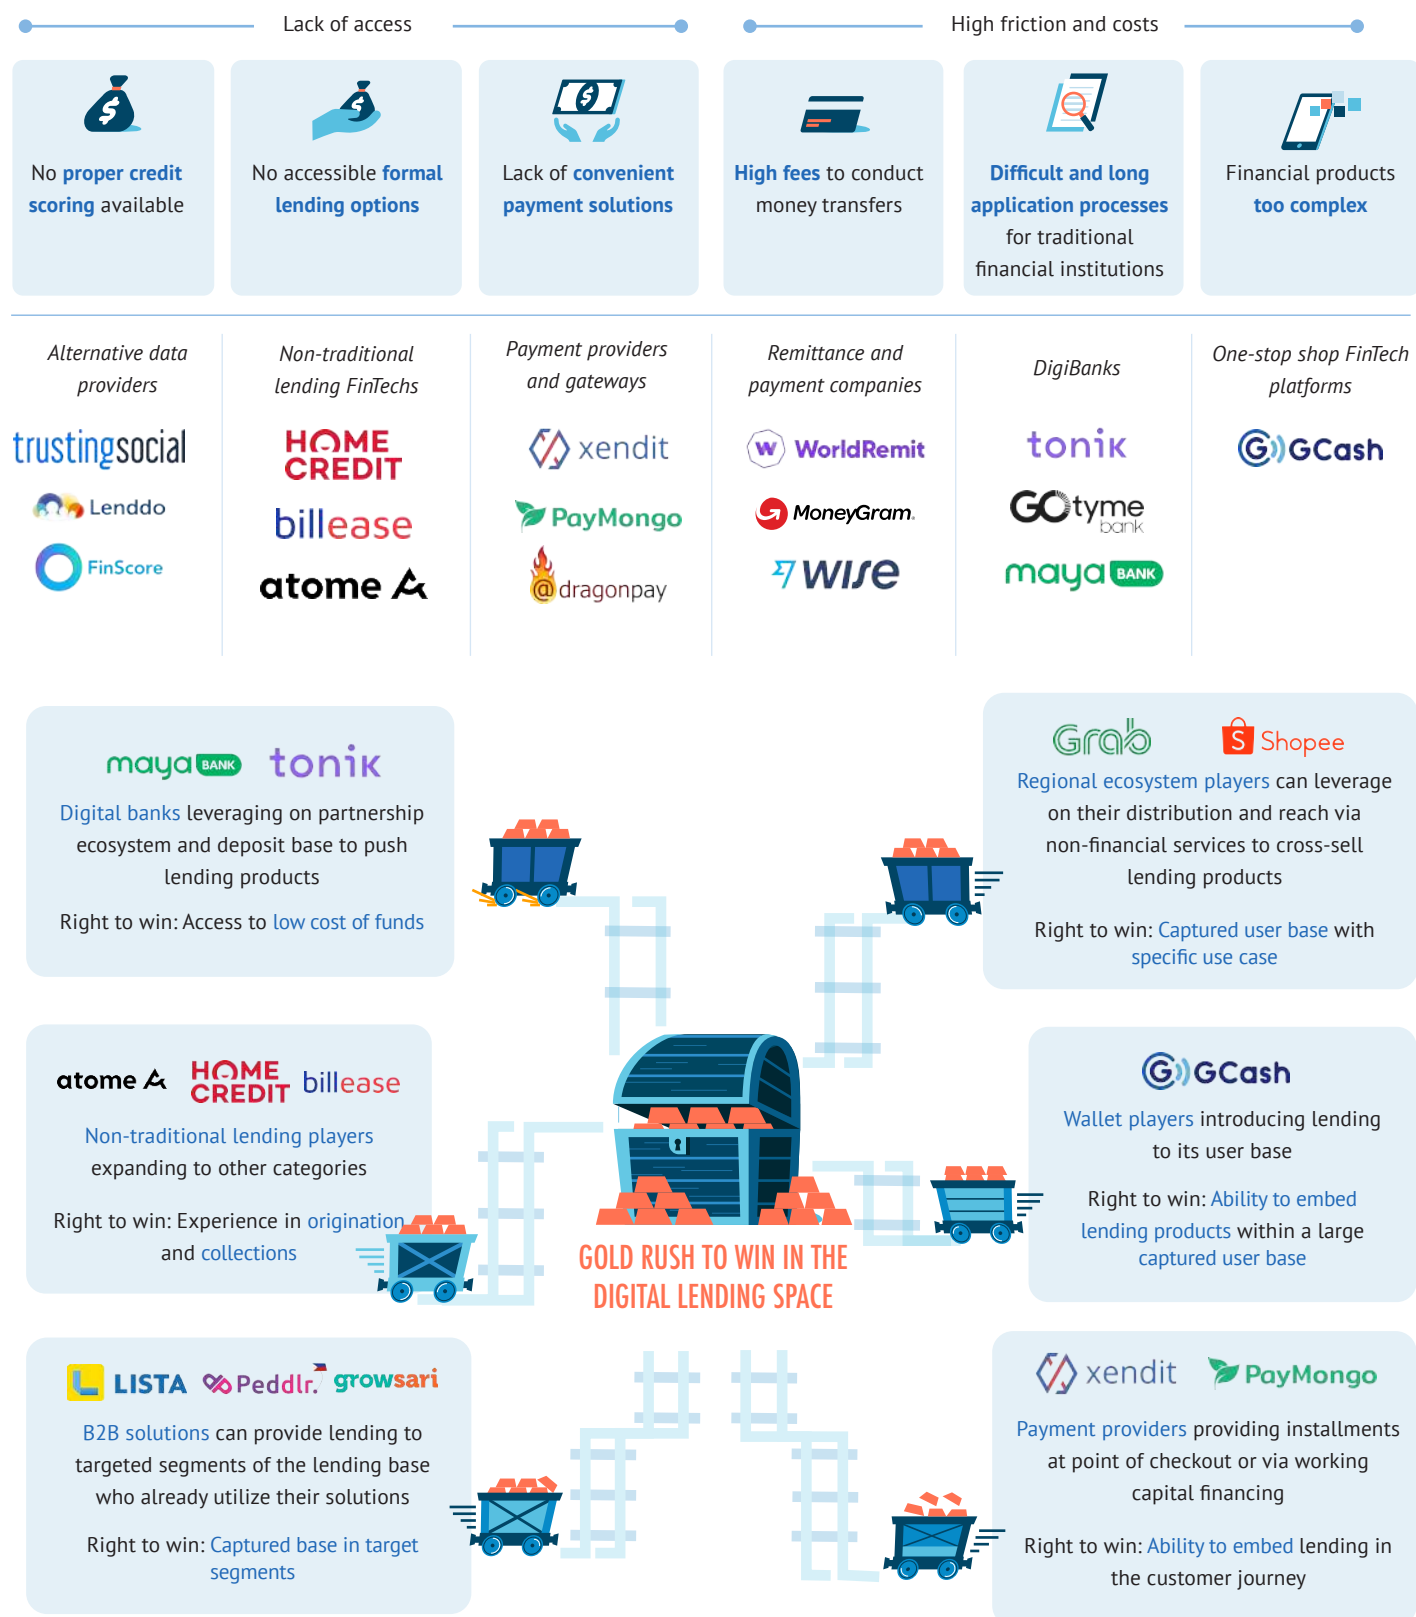 Lack of access
High friction and costs
No proper credit
scoring available
No accessible formal
lending options
Lack of convenient
payment solutions
High fees to conduct
money transfers
Difficult and long
application processes
for traditional
financial institutions
Financial products
too complex
Alternative data
providers
trustingsocial
Lenddo
FinScore
Non-traditional
lending FinTechs
HOME
CREDIT
billease
atome A
Payment providers
and gateways
xendit
PayMongo
@dragonpay
Remittance and
payment companies
W WorldRemit
MoneyGram.
WISE
DigiBanks
tonik
GOtyme
bank
maya BANK
One-stop shop FinTech
platforms
G GCash
maya BANK tonik
Digital banks leveraging on partnership
ecosystem and deposit base to push
lending products
Right to win: Access to low cost of funds
Grab S Shopee
Regional ecosystem players can leverage
on their distribution and reach via
non-financial services to cross-sell
lending products
Right to win: Captured user base with
specific use case
atome A HOME CREDIT billease
Non-traditional lending players
expanding to other categories
Right to win: Experience in origination
and collections
G GCash
Wallet players introducing lending
to its user base
Right to win: Ability to embed
lending products within a large
captured user base
GOLD RUSH TO WIN IN THE
DIGITAL LENDING SPACE
L LISTA Peddlr. growsari
B2B solutions can provide lending to
targeted segments of the lending base
who already utilize their solutions
Right to win: Captured base in target
segments
xendit PayMongo
Payment providers providing installments
at point of checkout or via working
capital financing
Right to win: Ability to embed lending in
the customer journey